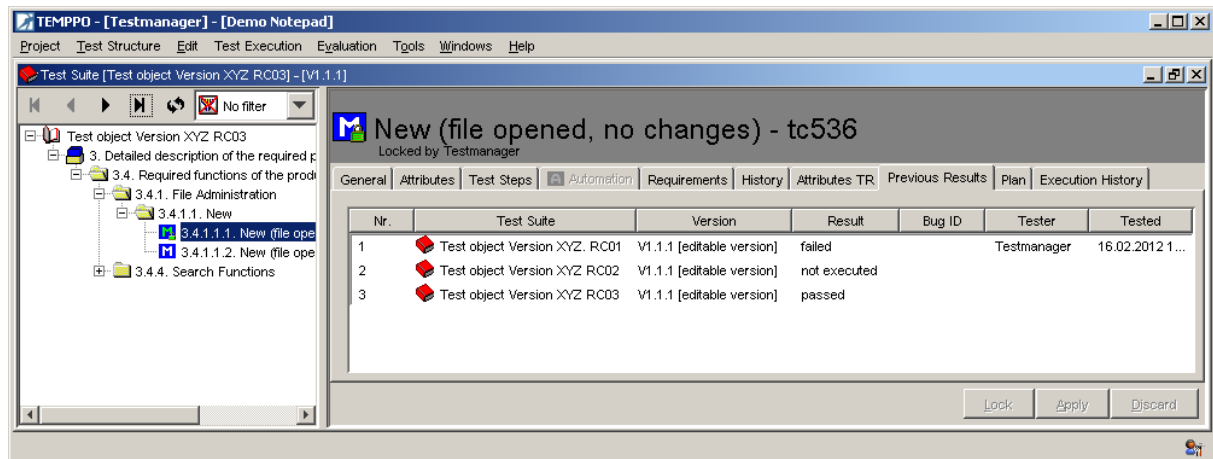 TEMPPO - [Testmanager] - [Demo Notepad]
Project Test Structure Edit Test Execution Evaluation Tools Windows Help
Test Suite [Test object Version XYZ RC03] - [V1.1.1]
No filter
Test object Version XYZ RC03
3. Detailed description of the required p
3.4. Required functions of the produ
3.4.1. File Administration
3.4.1.1. New
3.4.1.1.1. New (file ope
3.4.1.1.2. New (file ope
3.4.4. Search Functions
M New (file opened, no changes) - tc536
Locked by Testmanager
General Attributes Test Steps A Automation Requirements History Attributes TR Previous Results Plan Execution History
Nr. Test Suite Version Result Bug ID Tester Tested
1 Test object Version XYZ. RC01 V1.1.1 [editable version] failed Testmanager 16.02.2012 1...
2 Test object Version XYZ RC02 V1.1.1 [editable version] not executed
3 Test object Version XYZ RC03 V1.1.1 [editable version] passed
Lock Apply Discard